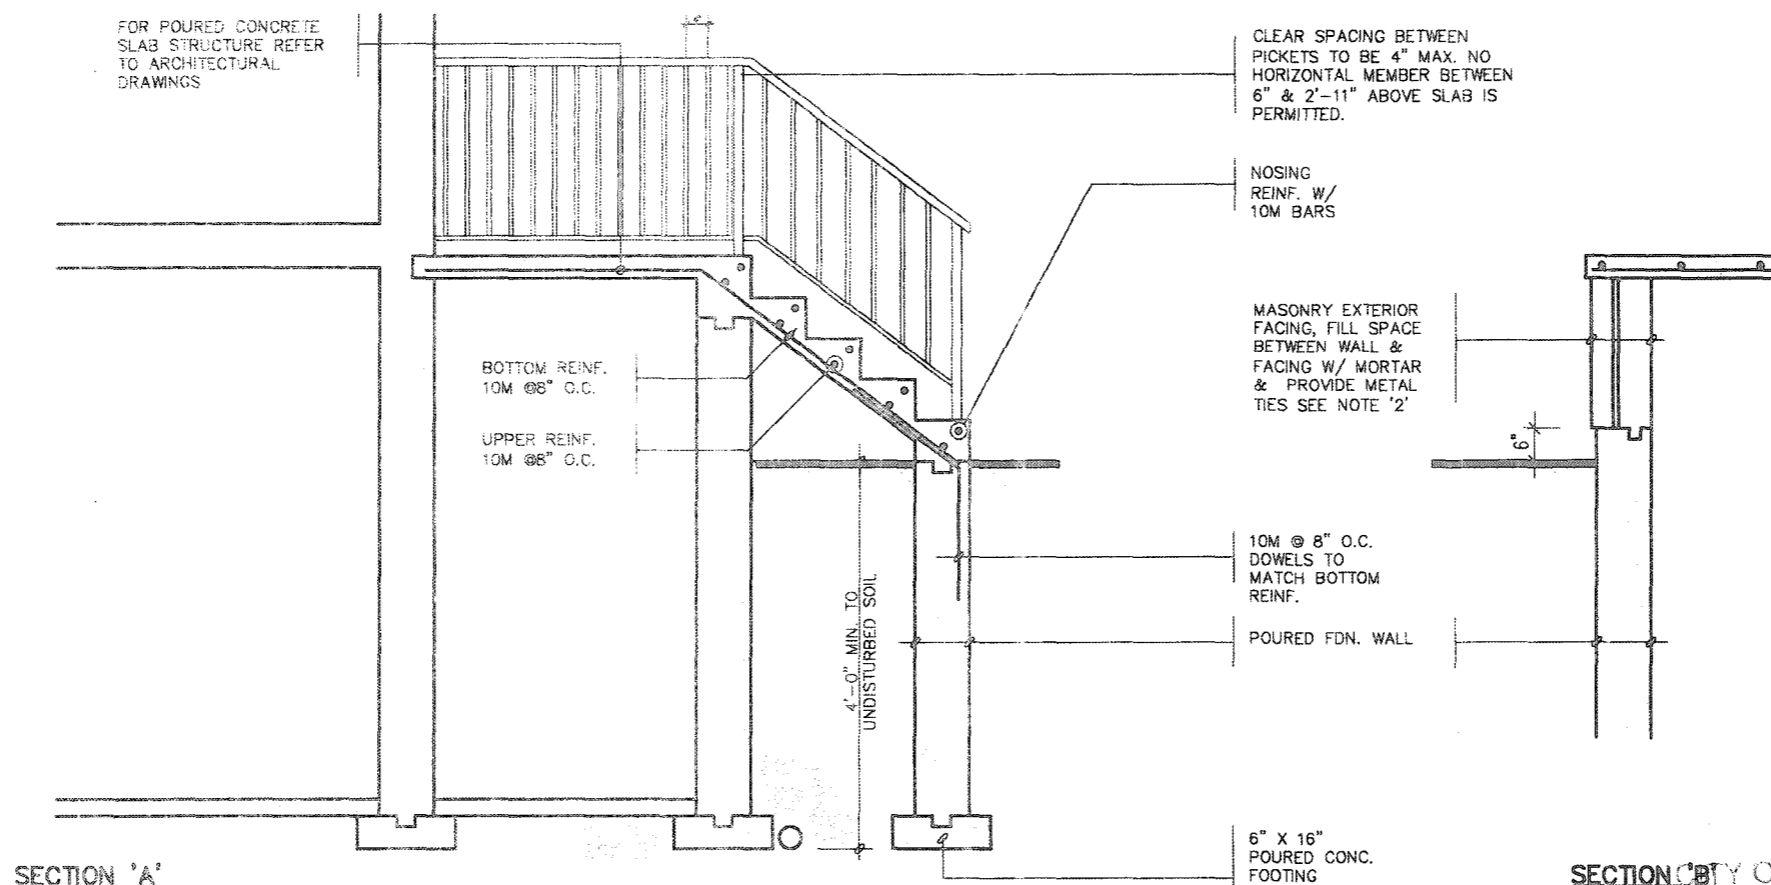 FOR POURED CONCRETE
SLAB STRUCTURE REFER
TO ARCHITECTURAL
DRAWINGS
CLEAR SPACING BETWEEN
PICKETS TO BE 4" MAX. NO
HORIZONTAL MEMBER BETWEEN
6" & 2'-11" ABOVE SLAB IS
PERMITTED.
NOSING
REINF. W/
10M BARS
MASONRY EXTERIOR
FACING, FILL SPACE
BETWEEN WALL &
FACING W/ MORTAR
& PROVIDE METAL
TIES SEE NOTE '2'
BOTTOM REINF.
10M @8" O.C.
UPPER REINF.
10M @8" O.C.
6"
10M @ 8" O.C.
DOWELS TO
MATCH BOTTOM
REINF.
4'-0" MIN. TO
UNDISTURBED SOIL
POURED FDN. WALL
6" X 16"
POURED CONC.
FOOTING
SECTION 'A'
SECTION 'B'